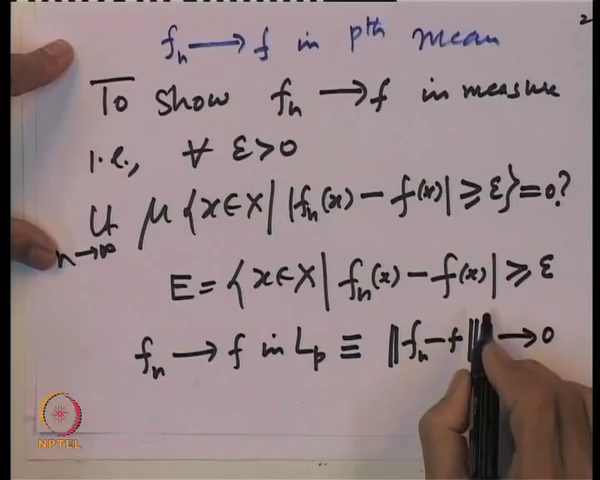 2
fₙ → f in pth mean
To show fₙ → f in measure
i.e., ∀ ε>0
Lt n→∞ μ {x∈X | |fₙ(x) − f(x)| ⩾ ε} = 0?
E = {x∈X | fₙ(x) − f(x)| ⩾ ε
fₙ → f in Lₚ ≡ ‖fₙ − f‖ → 0
NPTEL